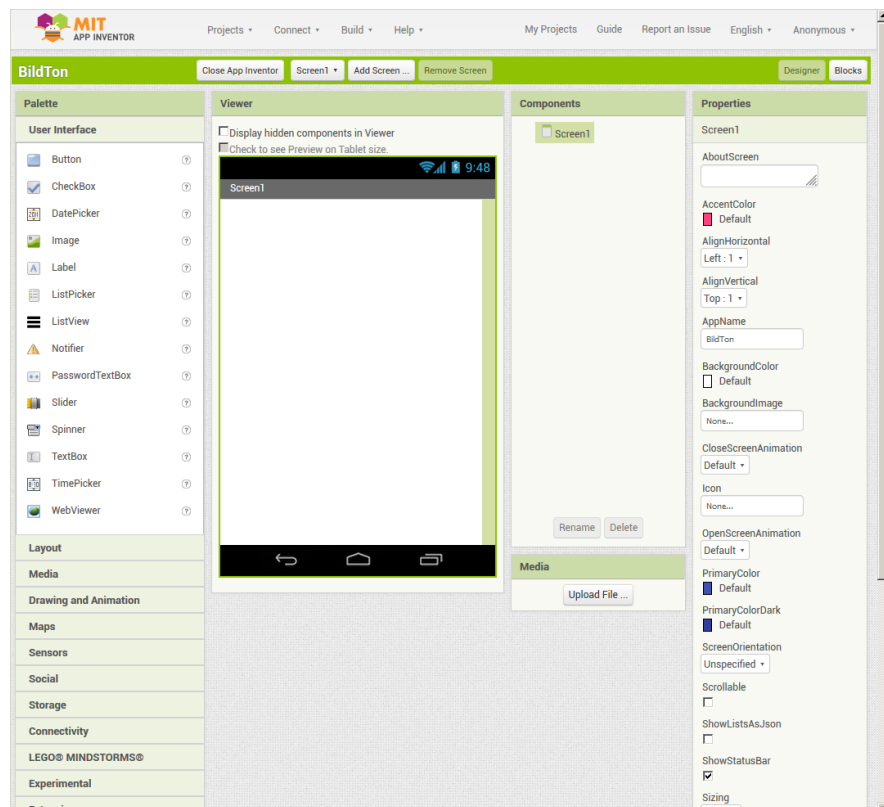 MIT
APP INVENTOR
Projects Connect Build Help My Projects Guide Report an Issue English Anonymous
BildTon Close App Inventor Screen1 Add Screen ... Remove Screen Designer Blocks
Palette
User Interface
Button
CheckBox
DatePicker
Image
Label
ListPicker
ListView
Notifier
PasswordTextBox
Slider
Spinner
TextBox
TimePicker
WebViewer
Layout
Media
Drawing and Animation
Maps
Sensors
Social
Storage
Connectivity
LEGO® MINDSTORMS®
Experimental
Viewer
Display hidden components in Viewer
Check to see Preview on Tablet size.
9:48
Screen1
Components
Screen1
Rename Delete
Media
Upload File ...
Properties
Screen1
AboutScreen
AccentColor
Default
AlignHorizontal
Left : 1
AlignVertical
Top : 1
AppName
BildTon
BackgroundColor
Default
BackgroundImage
None...
CloseScreenAnimation
Default
Icon
None...
OpenScreenAnimation
Default
PrimaryColor
Default
PrimaryColorDark
Default
ScreenOrientation
Unspecified
Scrollable
ShowListsAsJson
ShowStatusBar
Sizing